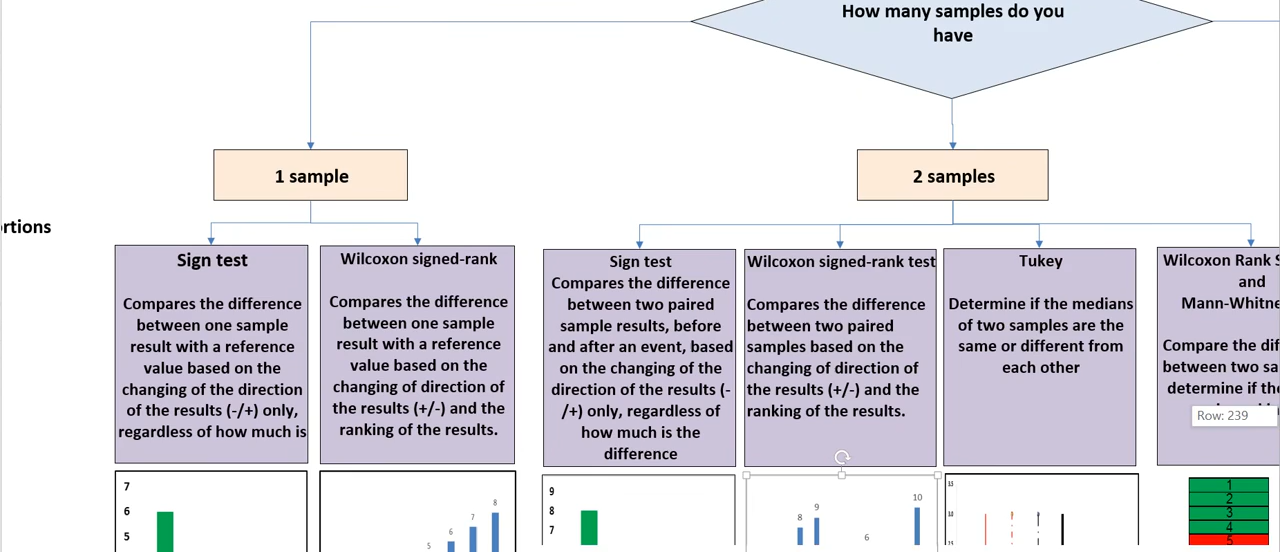 How many samples do you
have
1 sample
2 samples
Sign test
Compares the difference
between one sample
result with a reference
value based on the
changing of the direction
of the results (-/+) only,
regardless of how much is
Wilcoxon signed-rank
Compares the difference
between one sample
result with a reference
value based on the
changing of direction of
the results (+/-) and the
ranking of the results.
Sign test
Compares the difference
between two paired
sample results, before
and after an event, based
on the changing of the
direction of the results (-
/+) only, regardless of
how much is the
difference
Wilcoxon signed-rank test
Compares the difference
between two paired
samples based on the
changing of direction of
the results (+/-) and the
ranking of the results.
Tukey
Determine if the medians
of two samples are the
same or different from
each other
Wilcoxon Rank
and
Compare the
between two
determine if
Row: 239
7
6
5
5
6
7
8
9
8
7
8
9
6
10
1
2
3
4
5